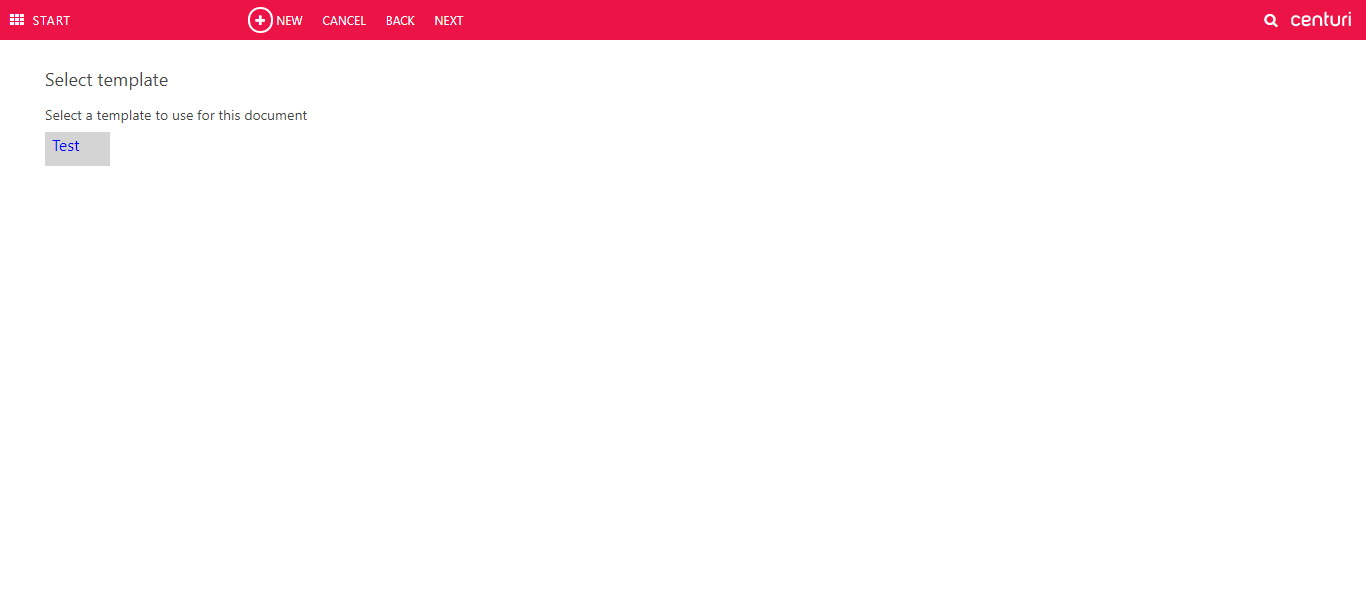 START NEW CANCEL BACK NEXT centuri
Select template
Select a template to use for this document
Test